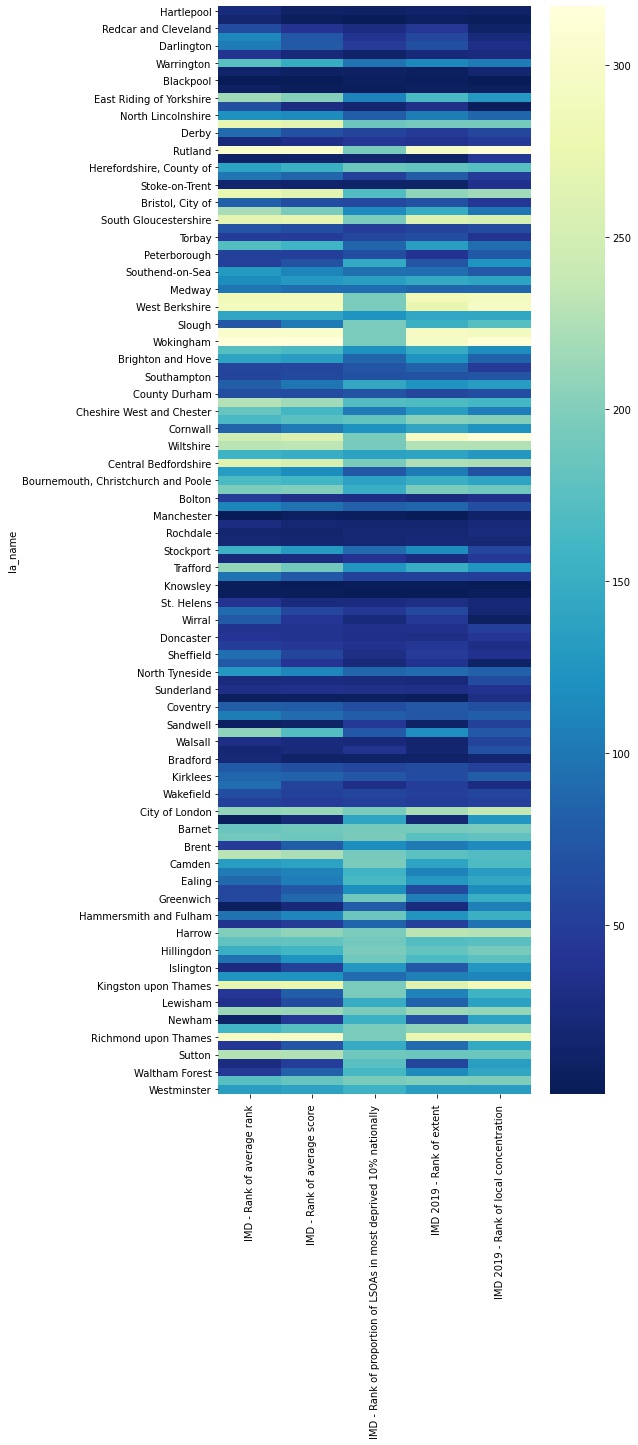 Hartlepool
Redcar and Cleveland
Darlington
Warrington
Blackpool
East Riding of Yorkshire
North Lincolnshire
Derby
Rutland
Herefordshire, County of
Stoke-on-Trent
Bristol, City of
South Gloucestershire
Torbay
Peterborough
Southend-on-Sea
Medway
West Berkshire
Slough
Wokingham
Brighton and Hove
Southampton
County Durham
Cheshire West and Chester
Cornwall
Wiltshire
Central Bedfordshire
Bournemouth, Christchurch and Poole
Bolton
Manchester
Rochdale
Stockport
Trafford
Knowsley
St. Helens
Wirral
Doncaster
Sheffield
North Tyneside
Sunderland
Coventry
Sandwell
Walsall
Bradford
Kirklees
Wakefield
City of London
Barnet
Brent
Camden
Ealing
Greenwich
Hammersmith and Fulham
Harrow
Hillingdon
Islington
Kingston upon Thames
Lewisham
Newham
Richmond upon Thames
Sutton
Waltham Forest
Westminster
la_name
IMD - Rank of average rank
IMD - Rank of average score
IMD - Rank of proportion of LSOAs in most deprived 10% nationally
IMD 2019 - Rank of extent
IMD 2019 - Rank of local concentration
300
250
200
150
100
50